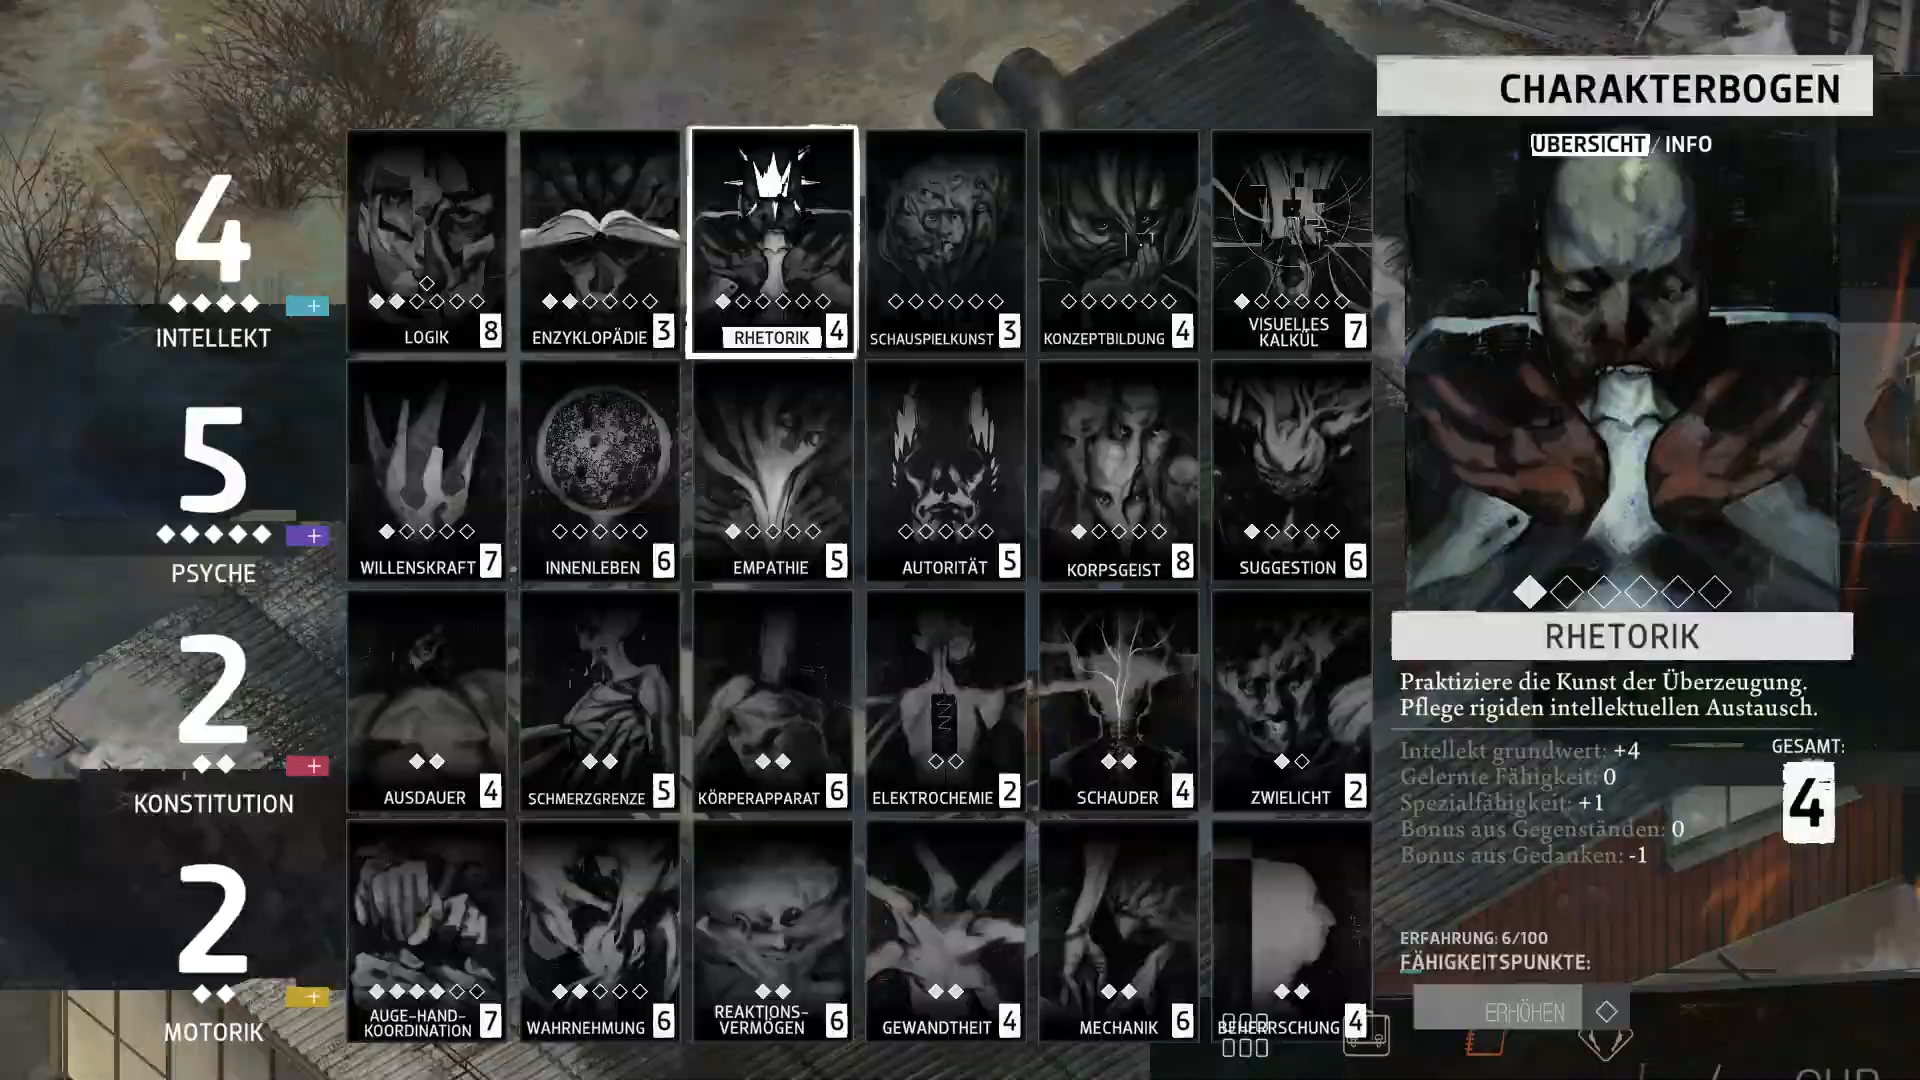 CHARAKTERBOGEN
ÜBERSICHT / INFO
4
INTELLEKT
LOGIK 8
ENZYKLOPÄDIE 3
RHETORIK 4
SCHAUSPIELKUNST 3
KONZEPTBILDUNG 4
VISUELLES
KALKÜL 7
5
PSYCHE
WILLENSKRAFT 7
INNENLEBEN 6
EMPATHIE 5
AUTORITÄT 5
KORPSGEIST 8
SUGGESTION 6
2
KONSTITUTION
AUSDAUER 4
SCHMERZGRENZE 5
KÖRPERAPPARAT 6
ELEKTROCHEMIE 2
SCHAUDER 4
ZWIELICHT 2
2
MOTORIK
AUGE-HAND-
KOORDINATION 7
WAHRNEHMUNG 6
REAKTIONS-
VERMÖGEN 6
GEWANDTHEIT 4
MECHANIK 6
BEHERRSCHUNG 4
RHETORIK
Praktiziere die Kunst der Überzeugung.
Pflege rigiden intellektuellen Austausch.
Intellekt grundwert: +4
Gelernte Fähigkeit: 0
Spezialfähigkeit: +1
Bonus aus Gegenständen: 0
Bonus aus Gedanken: -1
GESAMT:
4
ERFAHRUNG: 6/100
FÄHIGKEITSPUNKTE:
ERHÖHEN